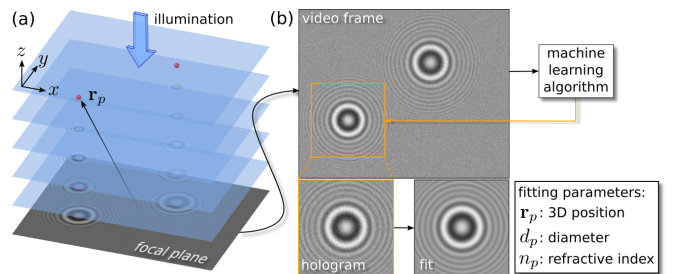 (a)
illumination
z
y
x
r_p
focal plane
(b)
video frame
machine
learning
algorithm
hologram
fit
fitting parameters:
r_p: 3D position
d_p: diameter
n_p: refractive index